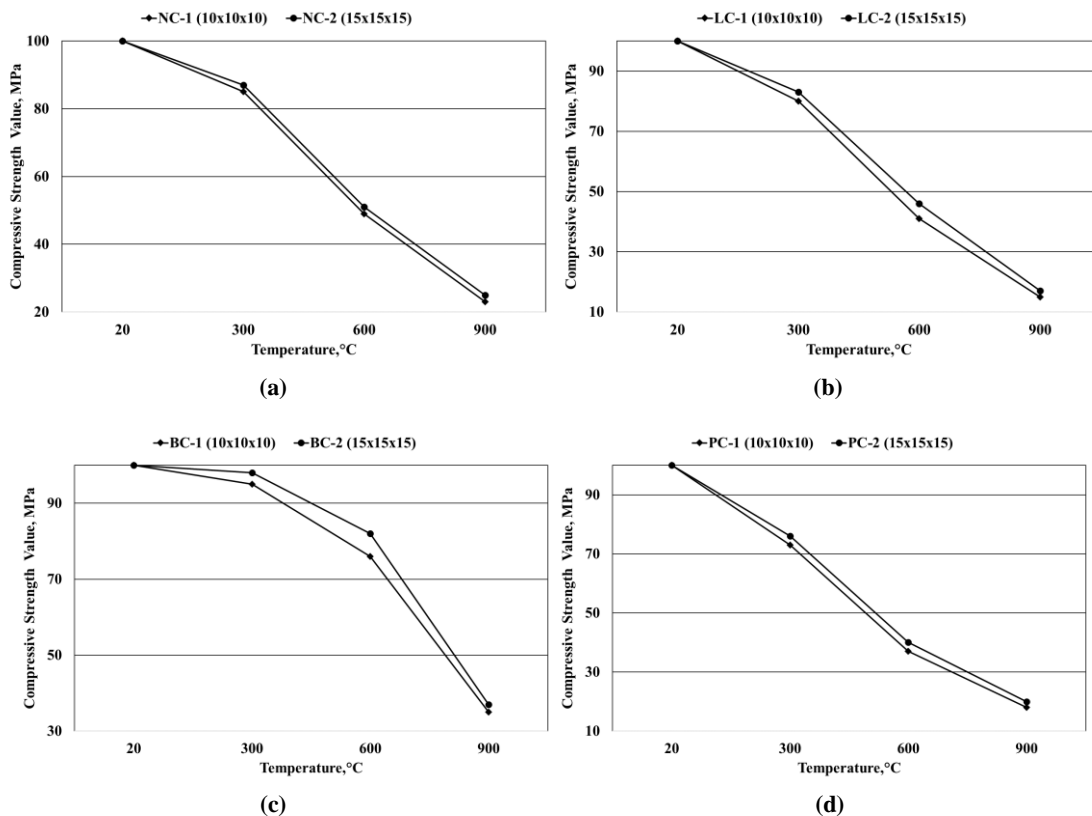 NC-1 (10x10x10) NC-2 (15x15x15)
100
80
60
40
20
Compressive Strength Value, MPa
20 300 600 900
Temperature,°C
(a)
LC-1 (10x10x10) LC-2 (15x15x15)
90
70
50
30
10
Compressive Strength Value, MPa
20 300 600 900
Temperature,°C
(b)
BC-1 (10x10x10) BC-2 (15x15x15)
90
70
50
30
Compressive Strength Value, MPa
20 300 600 900
Temperature,°C
(c)
PC-1 (10x10x10) PC-2 (15x15x15)
90
70
50
30
10
Compressive Strength Value, MPa
20 300 600 900
Temperature,°C
(d)